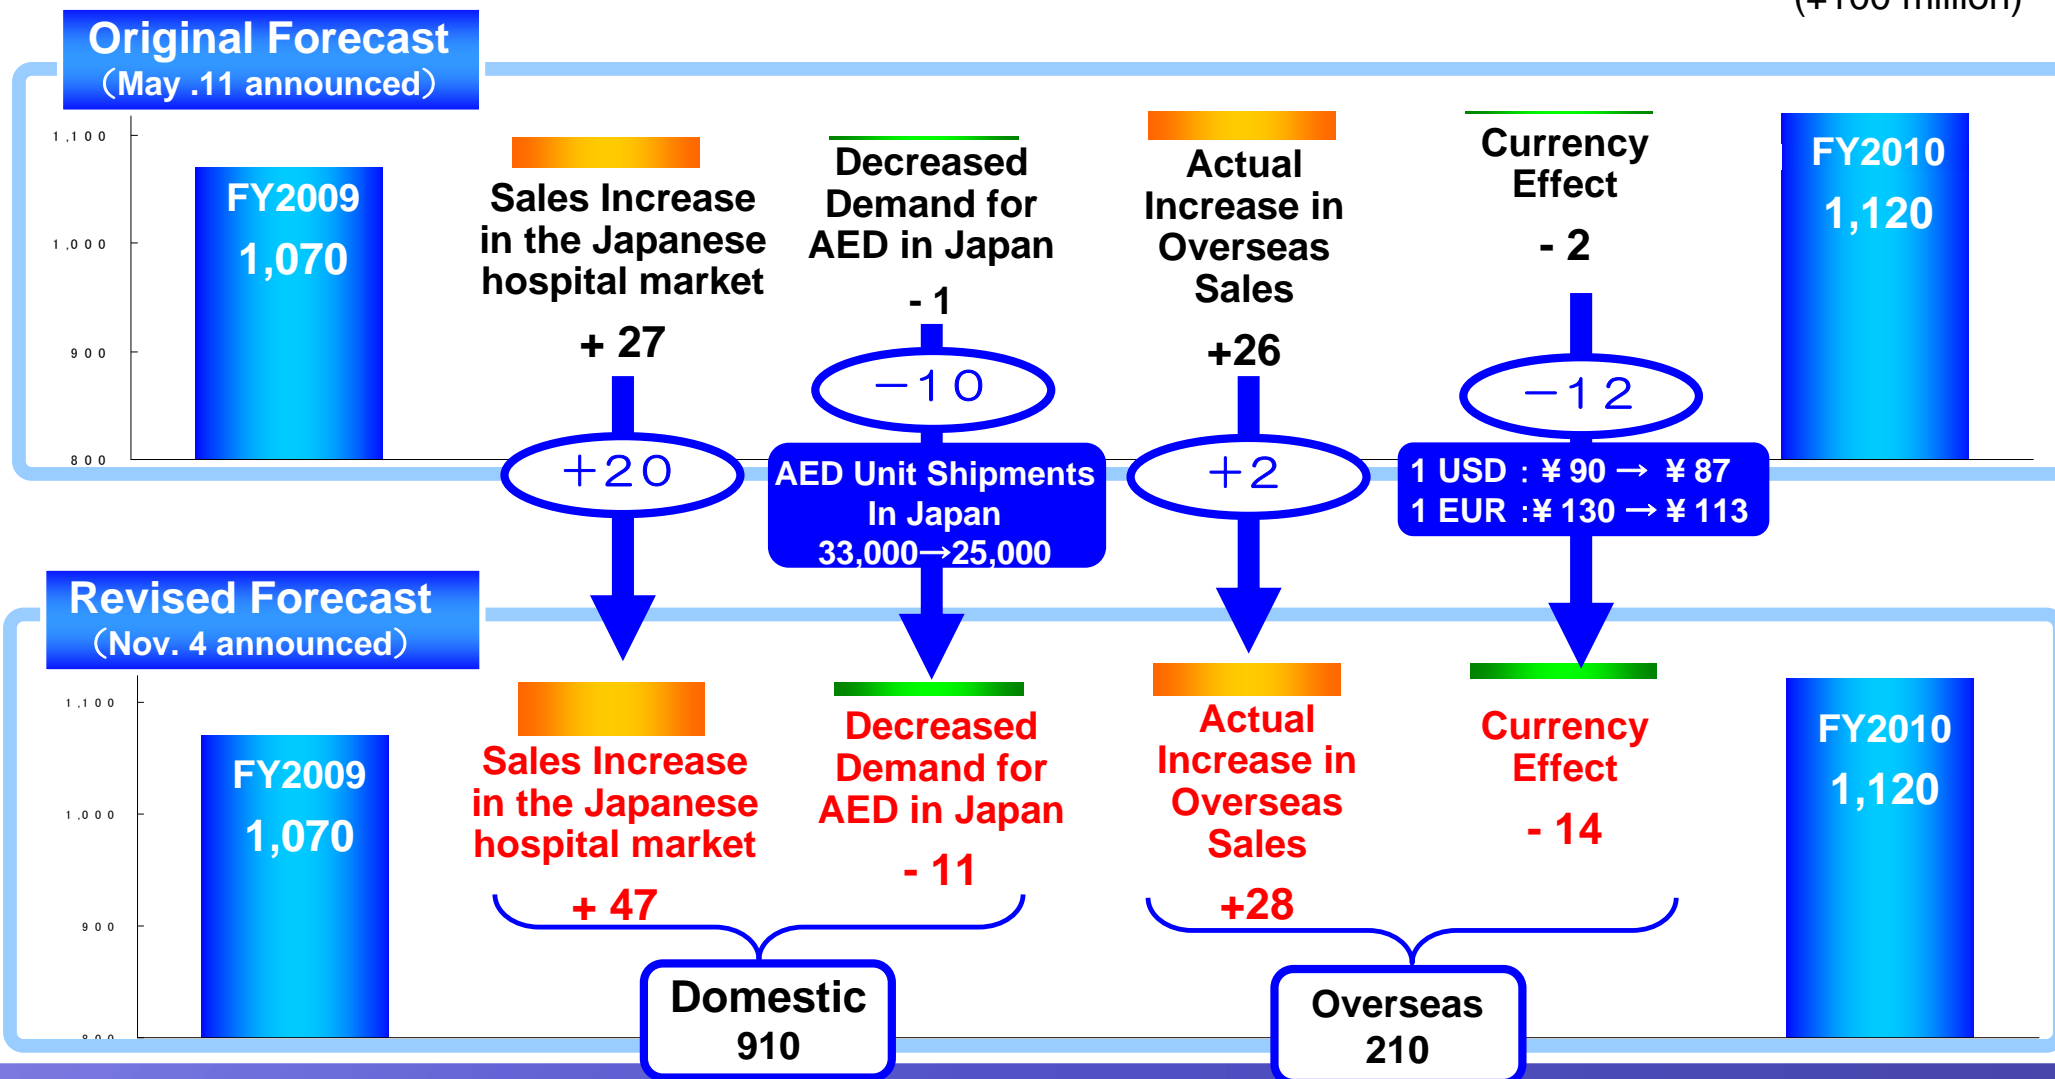 (¥100 million)
Original Forecast
（May .11 announced）
1,100
1,000
900
800
FY2009
1,070
Sales Increase
in the Japanese
hospital market
+ 27
Decreased
Demand for
AED in Japan
- 1
Actual
Increase in
Overseas
Sales
+26
Currency
Effect
- 2
FY2010
1,120
+20
−10
AED Unit Shipments
In Japan
33,000→25,000
+2
−12
1 USD : ¥ 90 → ¥ 87
1 EUR :¥ 130 → ¥ 113
Revised Forecast
（Nov. 4 announced）
1,100
1,000
900
800
FY2009
1,070
Sales Increase
in the Japanese
hospital market
+ 47
Decreased
Demand for
AED in Japan
- 11
Actual
Increase in
Overseas
Sales
+28
Currency
Effect
- 14
FY2010
1,120
Domestic
910
Overseas
210